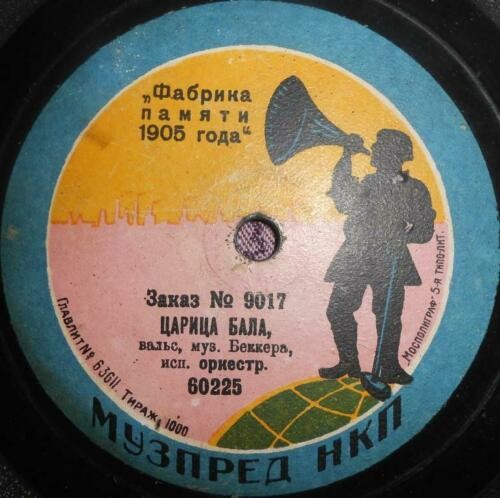 „Фабрика
памяти
1905 года"
Заказ № 9017
ЦАРИЦА БАЛА,
вальс, муз. Беккера,
исп. оркестр.
60225
Главлит № 63611. Тираж, 1000
„Мосполиграф" 5-я типо-лит.
МУЗПРЕД НКП